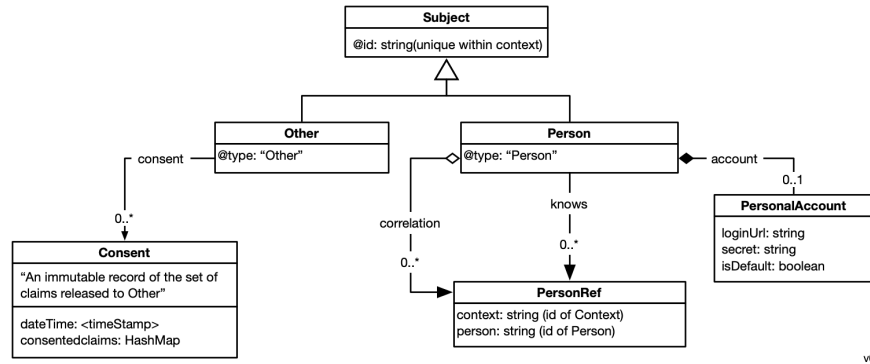 Subject
@id: string(unique within context)
Other
@type: “Other”
Person
@type: “Person”
consent
account
0..1
knows
correlation
0..*
0..*
0..*
PersonalAccount
loginUrl: string
secret: string
isDefault: boolean
Consent
“An immutable record of the set of
claims released to Other”
dateTime: <timeStamp>
consentedclaims: HashMap
PersonRef
context: string (id of Context)
person: string (id of Person)